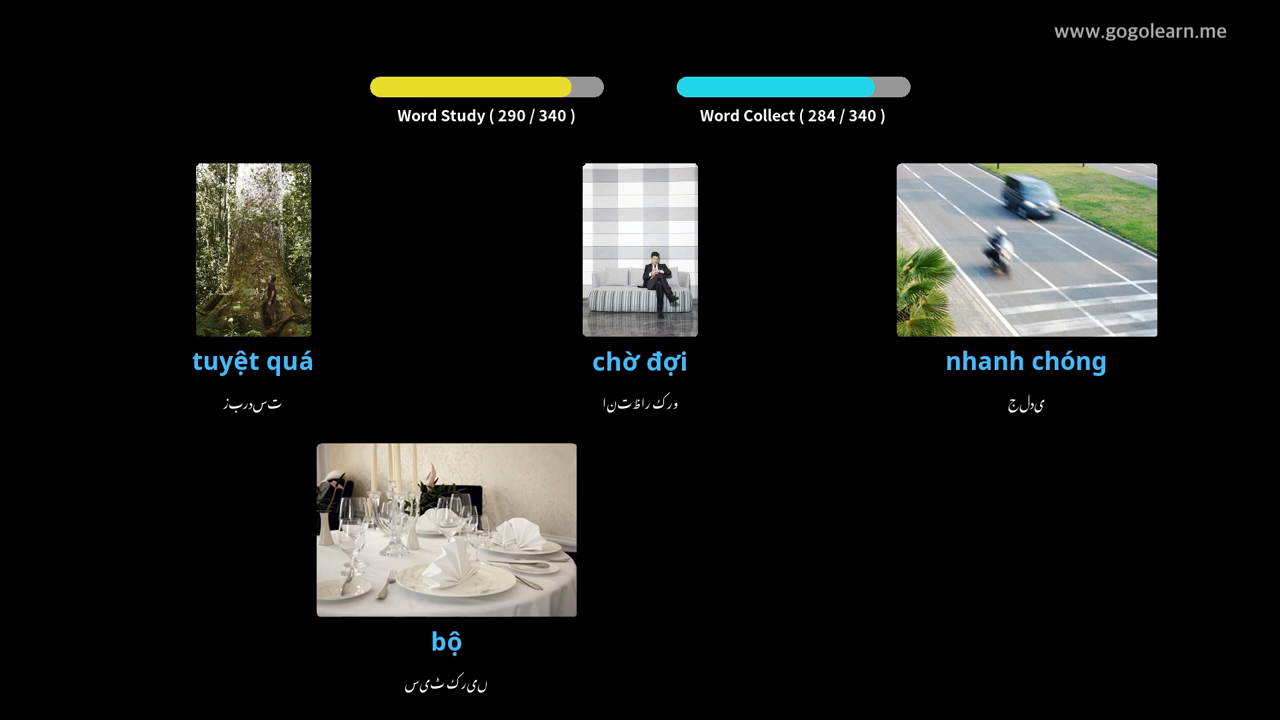 www.gogolearn.me
Word Study ( 290 / 340 )
Word Collect ( 284 / 340 )
tuyệt quá
زبردست
chờ đợi
انتظار کرو
nhanh chóng
جلدی
bộ
سیٹ کریں